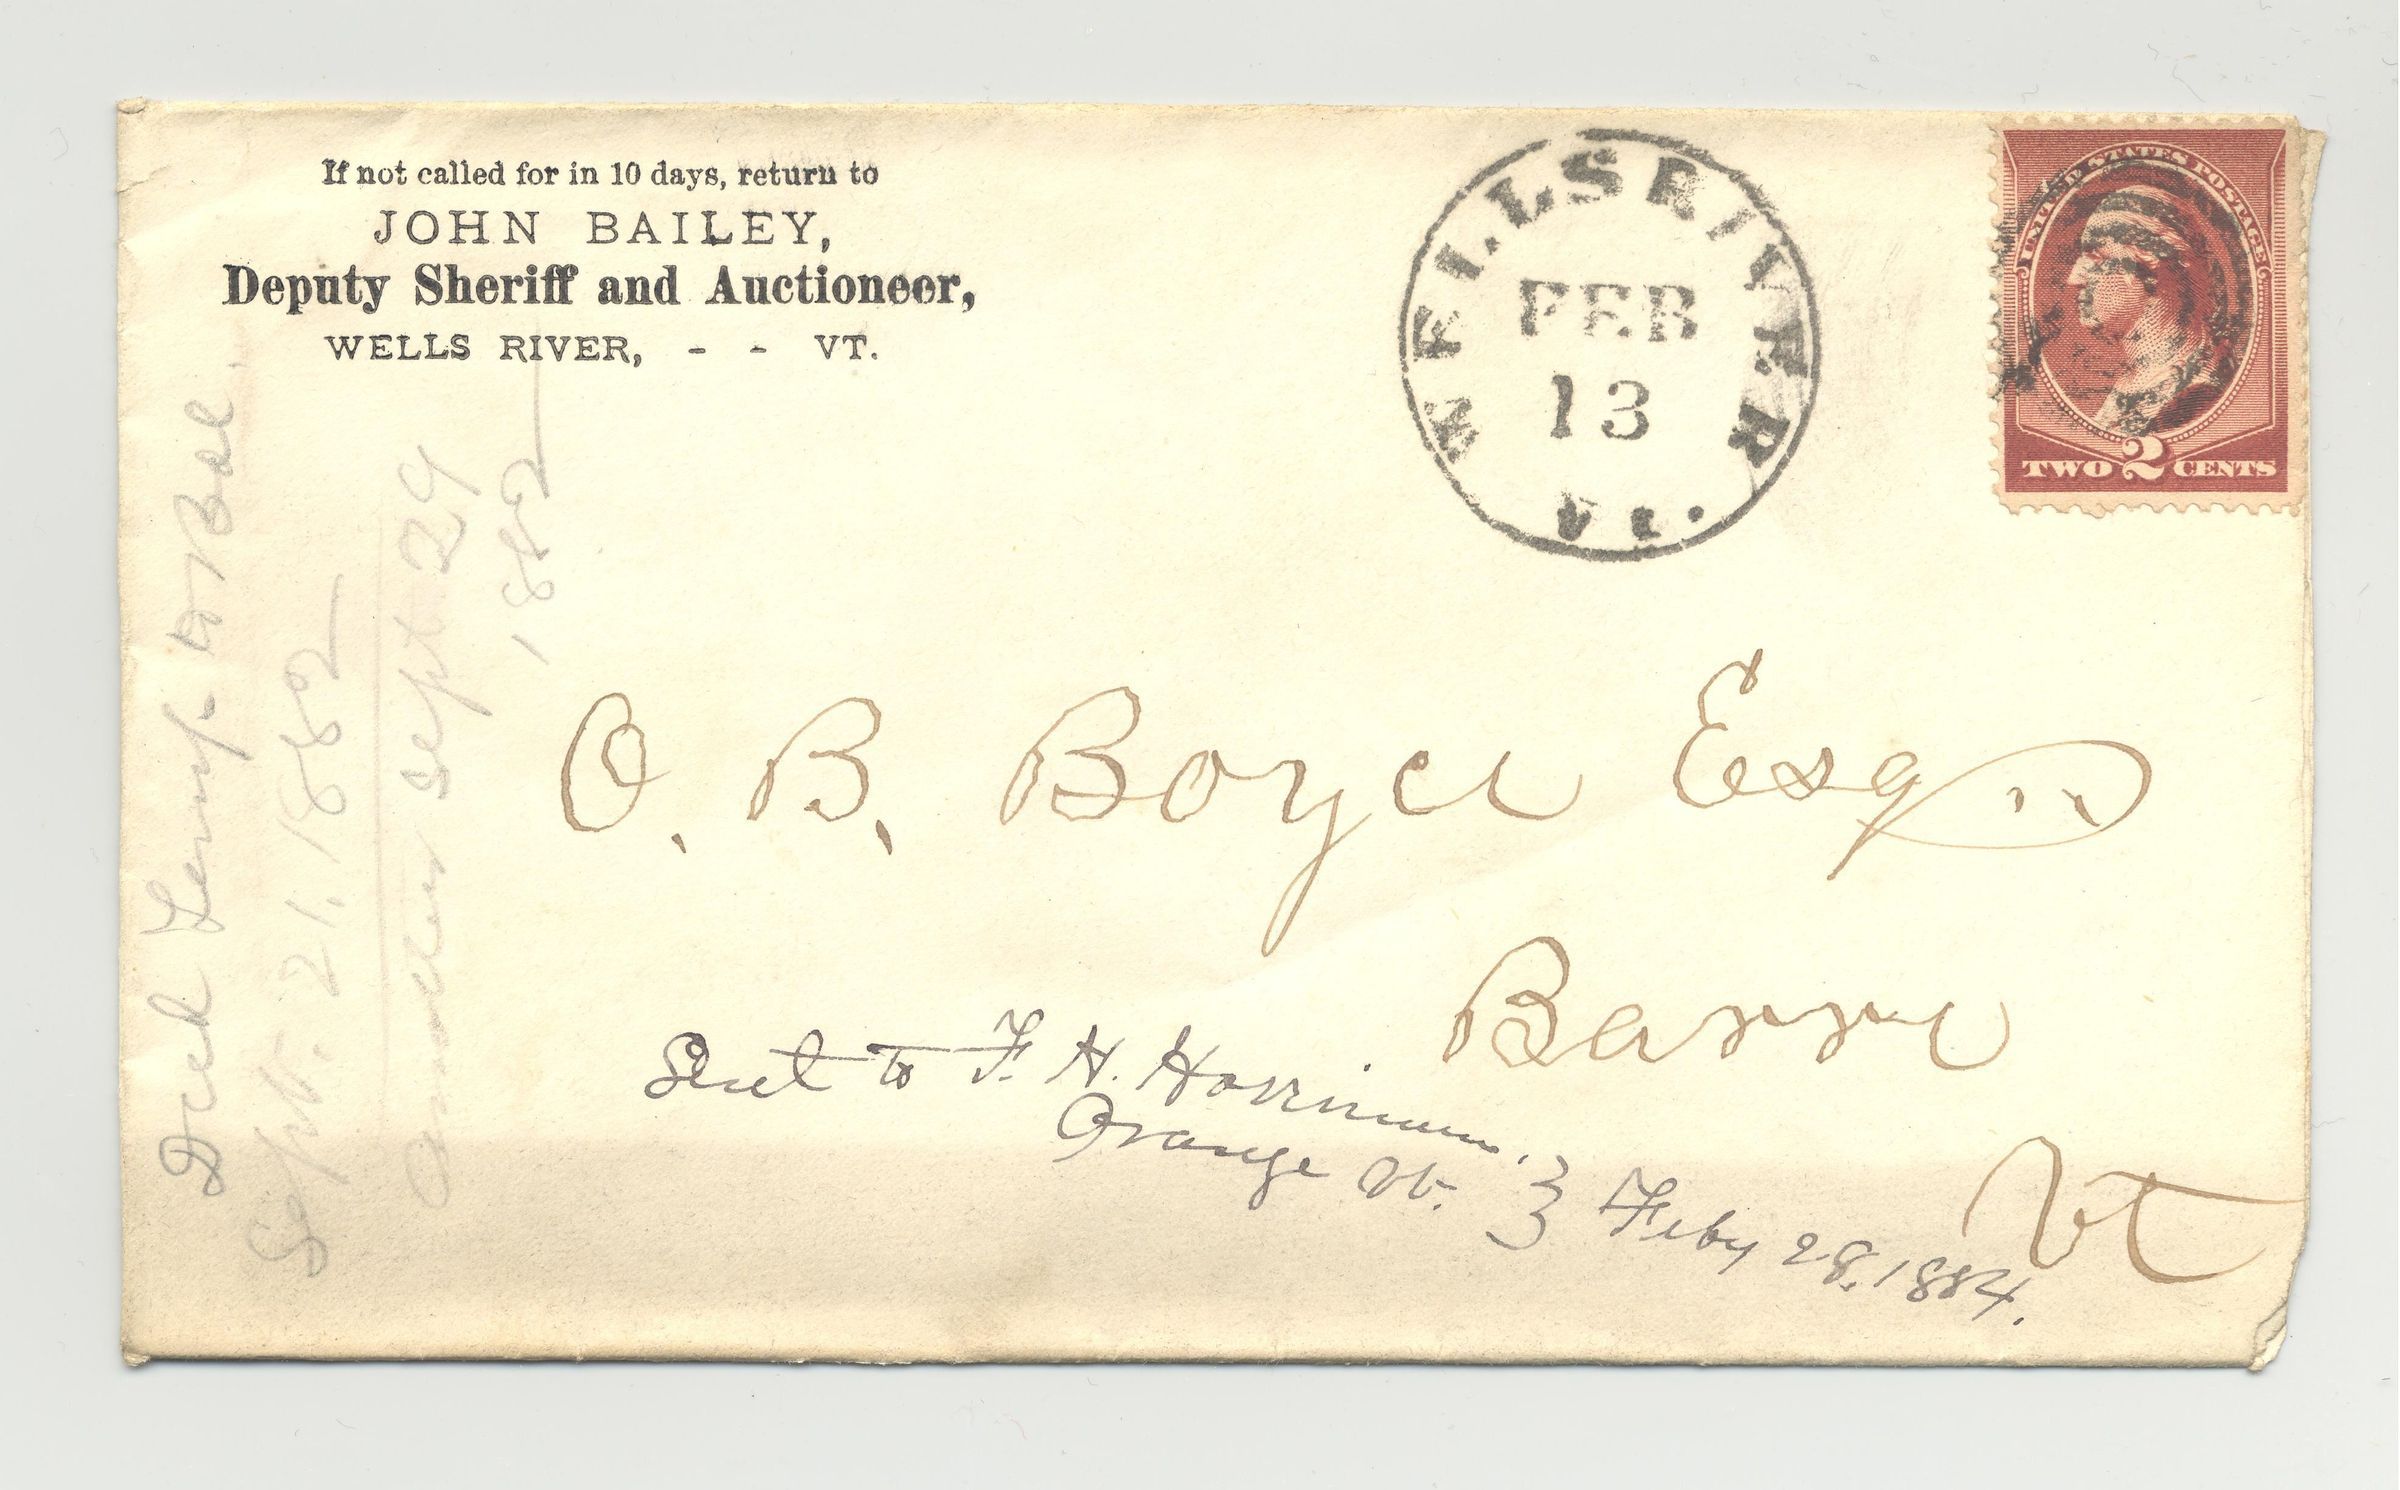 If not called for in 10 days, return to
JOHN BAILEY,
Deputy Sheriff and Auctioneer,
WELLS RIVER, - - VT.
WELLS RIVER
FEB
13
VT.
UNITED STATES POSTAGE
TWO 2 CENTS
O. B. Boyce Esq.
Barre
Vt
Sent to F. H. Harriman,
Orange Vt. } Feby 28, 1884.
Sept. 21, 1882
Sept 29
1882